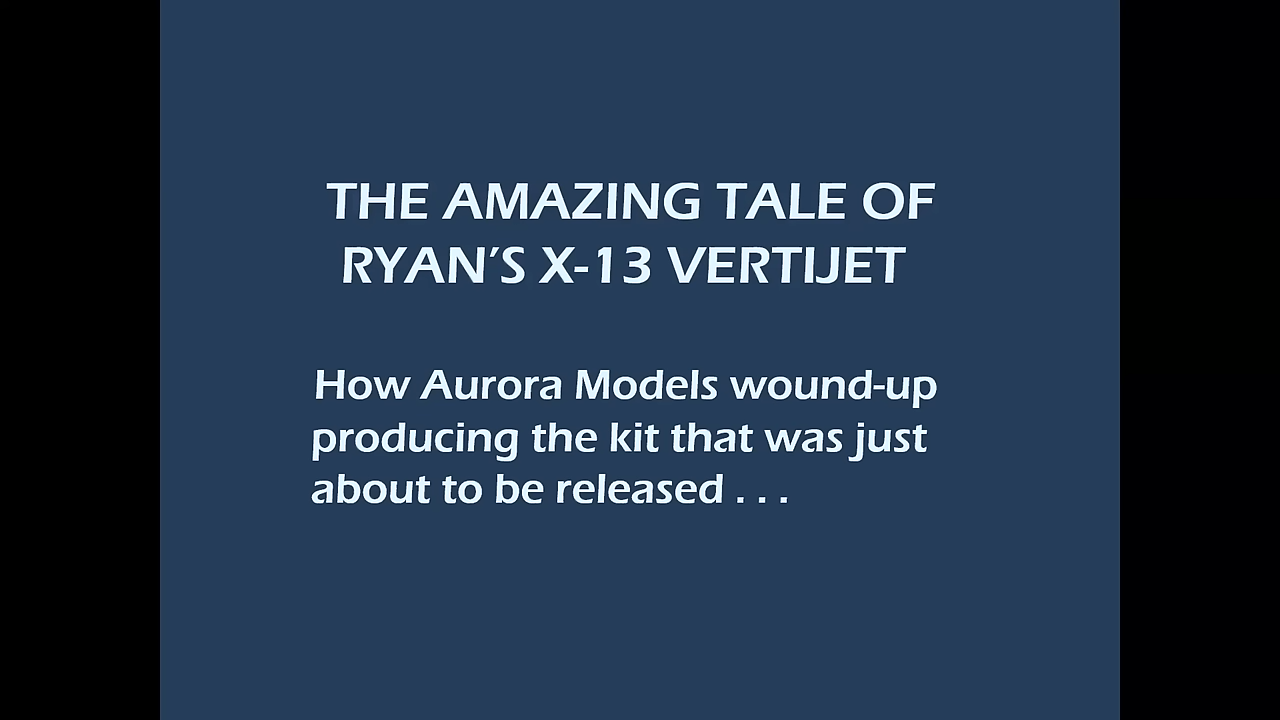 THE AMAZING TALE OF
RYAN'S X-13 VERTIJET
How Aurora Models wound-up
producing the kit that was just
about to be released . . .